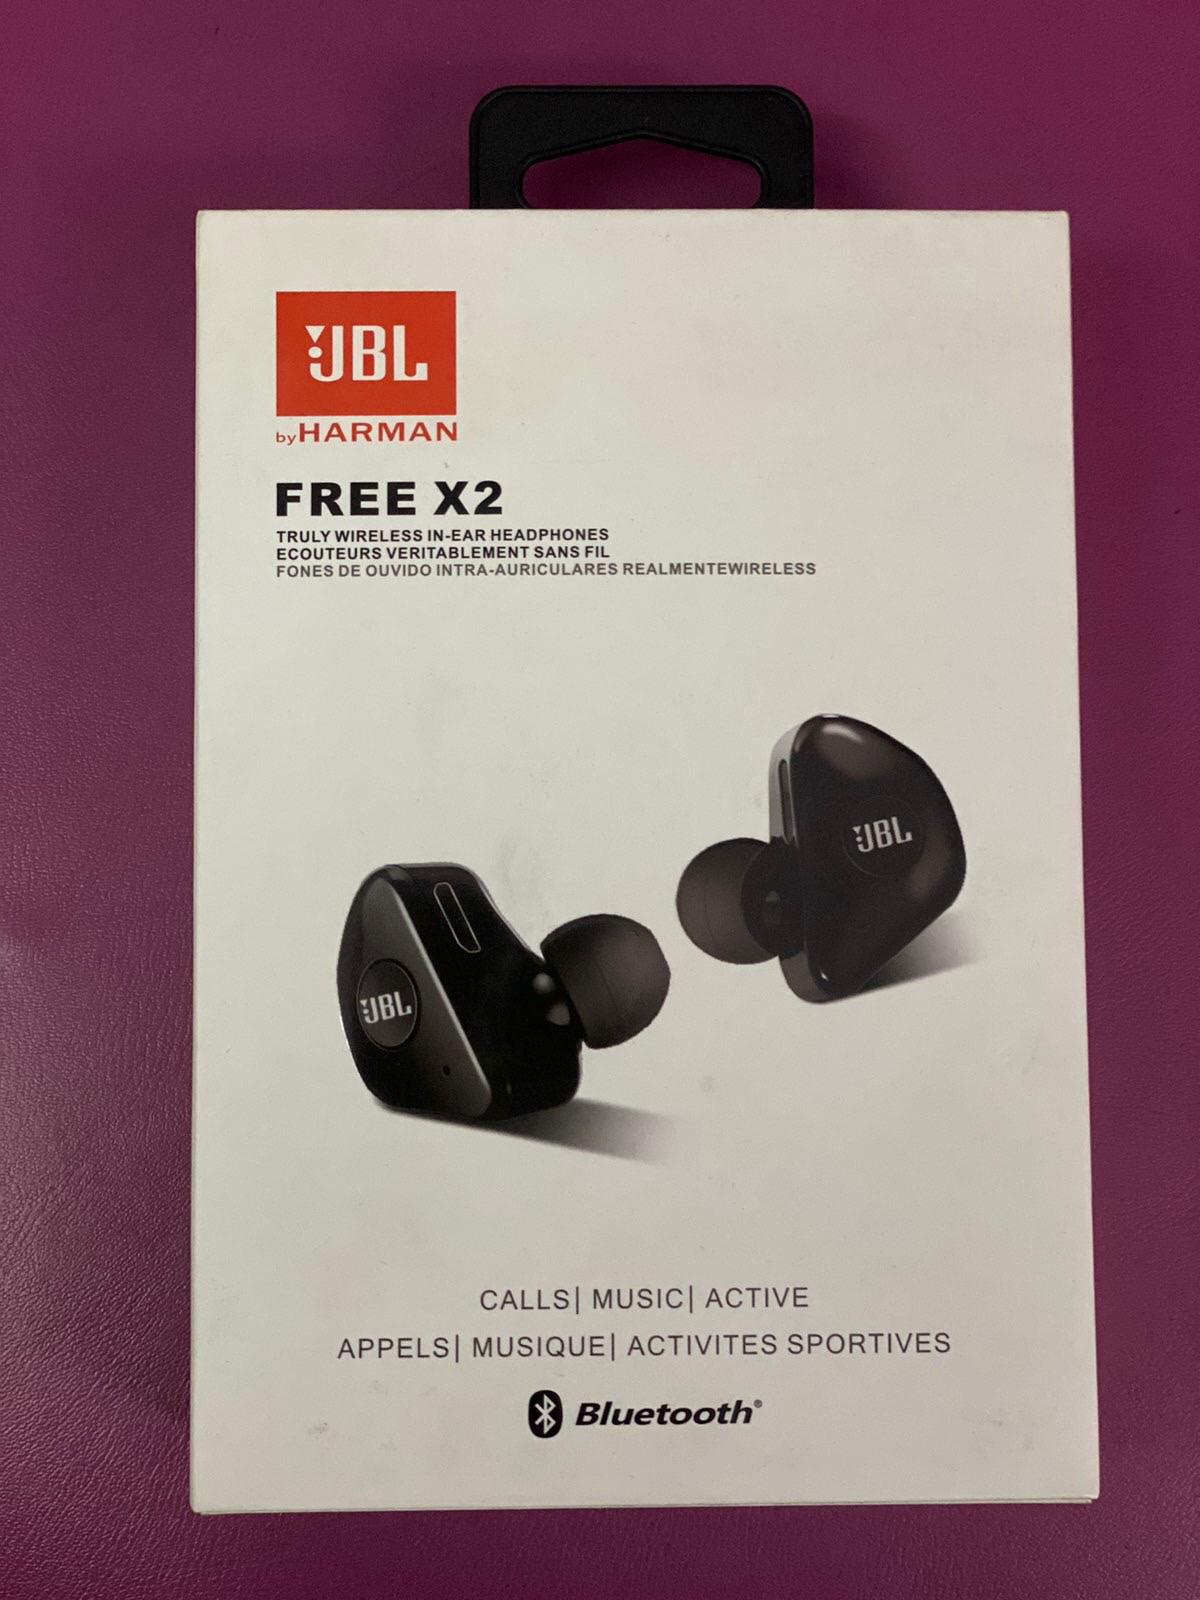 JBL
by HARMAN
FREE X2
TRULY WIRELESS IN-EAR HEADPHONES
ECOUTEURS VERITABLEMENT SANS FIL
FONES DE OUVIDO INTRA-AURICULARES REALMENTEWIRELESS
JBL
JBL
CALLS| MUSIC| ACTIVE
APPELS| MUSIQUE| ACTIVITES SPORTIVES
Bluetooth®